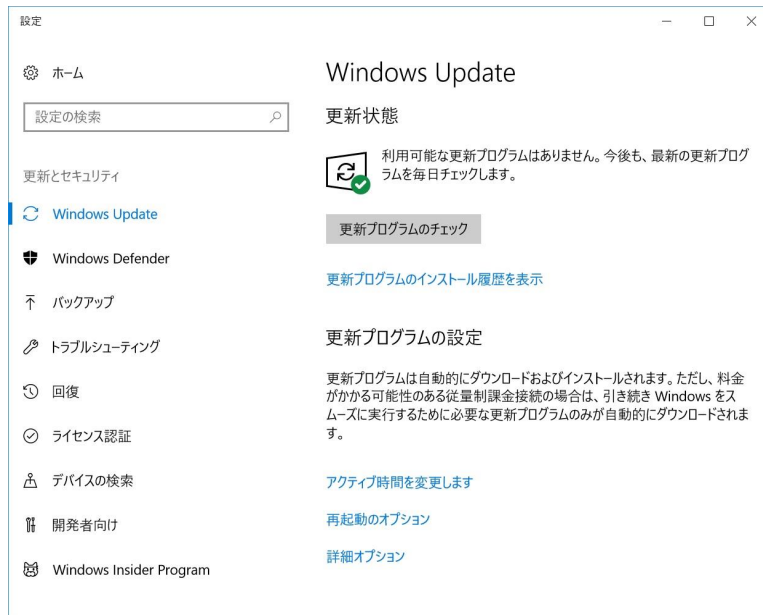 設定
ホーム
設定の検索
更新とセキュリティ
Windows Update
Windows Defender
バックアップ
トラブルシューティング
回復
ライセンス認証
デバイスの検索
開発者向け
Windows Insider Program
Windows Update
更新状態
利用可能な更新プログラムはありません。今後も、最新の更新プログ
ラムを毎日チェックします。
更新プログラムのチェック
更新プログラムのインストール履歴を表示
更新プログラムの設定
更新プログラムは自動的にダウンロードおよびインストールされます。ただし、料金
がかかる可能性のある従量制課金接続の場合は、引き続き Windows をス
ムーズに実行するために必要な更新プログラムのみが自動的にダウンロードされま
す。
アクティブ時間を変更します
再起動のオプション
詳細オプション